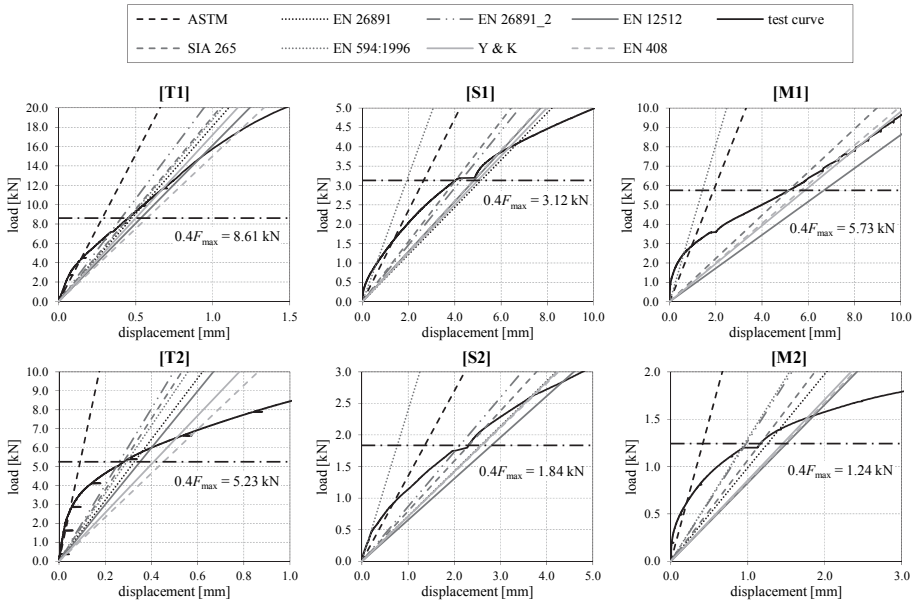 ASTM EN 26891 EN 26891_2 EN 12512 test curve
SIA 265 EN 594:1996 Y & K EN 408
[T1]
20.0
18.0
16.0
14.0
12.0
10.0
8.0
6.0
4.0
2.0
0.0
load [kN]
0.4Fmax = 8.61 kN
0.0 0.5 1.0 1.5
displacement [mm]
[S1]
5.0
4.5
4.0
3.5
3.0
2.5
2.0
1.5
1.0
0.5
0.0
load [kN]
0.4Fmax = 3.12 kN
0.0 2.0 4.0 6.0 8.0 10.0
displacement [mm]
[M1]
10.0
9.0
8.0
7.0
6.0
5.0
4.0
3.0
2.0
1.0
0.0
load [kN]
0.4Fmax = 5.73 kN
0.0 2.0 4.0 6.0 8.0 10.0
displacement [mm]
[T2]
10.0
9.0
8.0
7.0
6.0
5.0
4.0
3.0
2.0
1.0
0.0
load [kN]
0.4Fmax = 5.23 kN
0.0 0.2 0.4 0.6 0.8 1.0
displacement [mm]
[S2]
3.0
2.5
2.0
1.5
1.0
0.5
0.0
load [kN]
0.4Fmax = 1.84 kN
0.0 1.0 2.0 3.0 4.0 5.0
displacement [mm]
[M2]
2.0
1.5
1.0
0.5
0.0
load [kN]
0.4Fmax = 1.24 kN
0.0 1.0 2.0 3.0
displacement [mm]